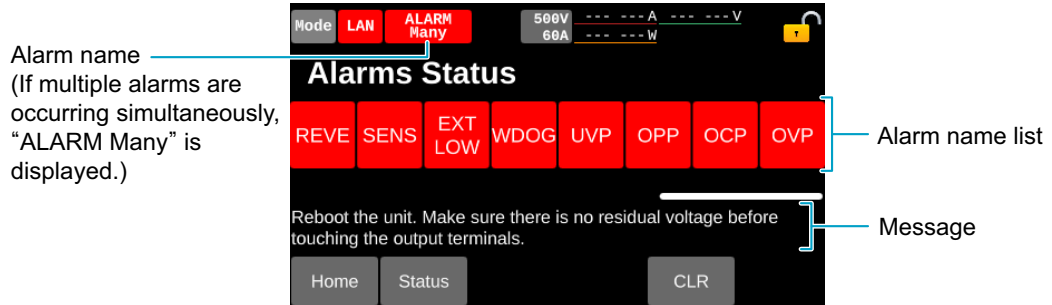 Alarm name
(If multiple alarms are
occurring simultaneously,
“ALARM Many” is
displayed.)
Mode LAN ALARM
Many
500V --- --- A --- --- V
60A --- --- W
Alarms Status
REVE SENS EXT
LOW WDOG UVP OPP OCP OVP
Alarm name list
Reboot the unit. Make sure there is no residual voltage before
touching the output terminals.
Message
Home Status CLR